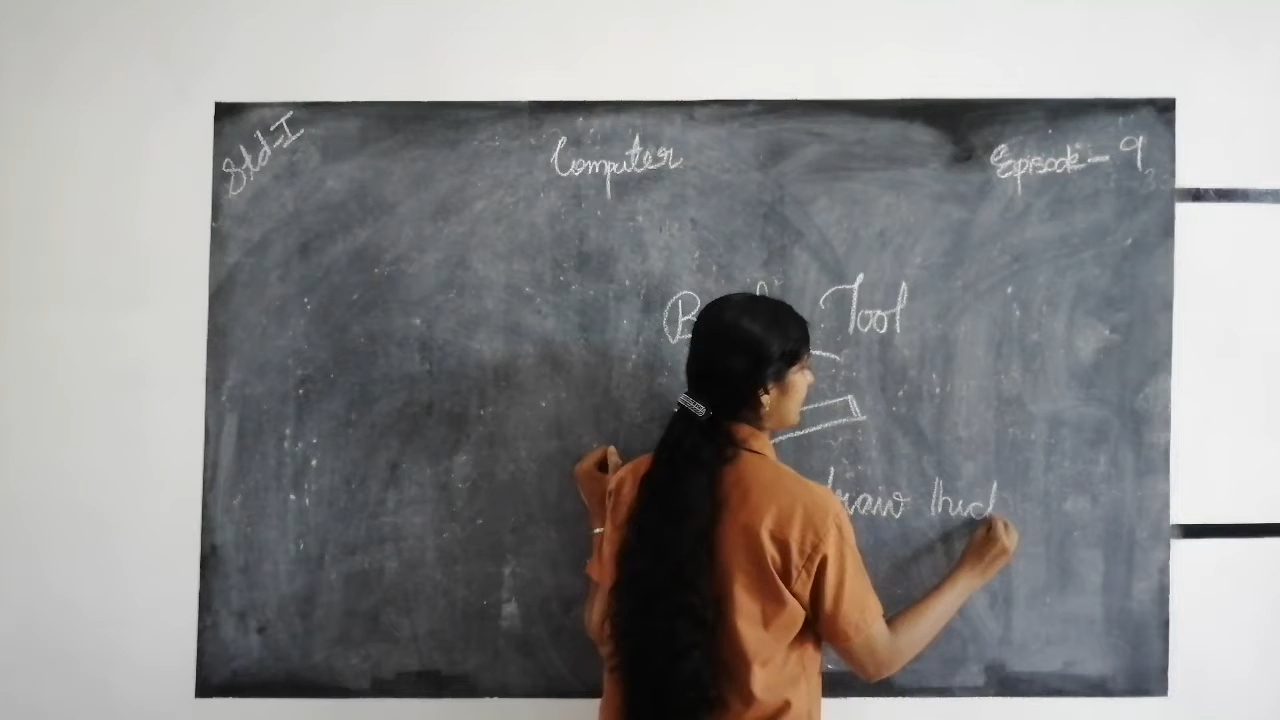 Std-I
Computer
Episode - 9
Tool
draw thick